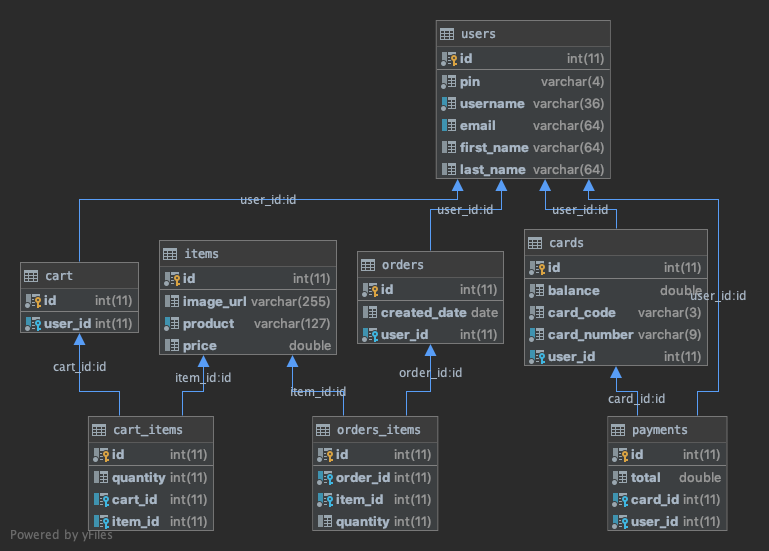 users
id int(11)
pin varchar(4)
username varchar(36)
email varchar(64)
first_name varchar(64)
last_name varchar(64)
user_id:id
user_id:id
user_id:id
user_id:id
cart
id int(11)
user_id int(11)
items
id int(11)
image_url varchar(255)
product varchar(127)
price double
orders
id int(11)
created_date date
user_id int(11)
cards
id int(11)
balance double
card_code varchar(3)
card_number varchar(9)
user_id int(11)
cart_id:id
item_id:id
item_id:id
order_id:id
card_id:id
cart_items
id int(11)
quantity int(11)
cart_id int(11)
item_id int(11)
orders_items
id int(11)
order_id int(11)
item_id int(11)
quantity int(11)
payments
id int(11)
total double
card_id int(11)
user_id int(11)
Powered by yFiles